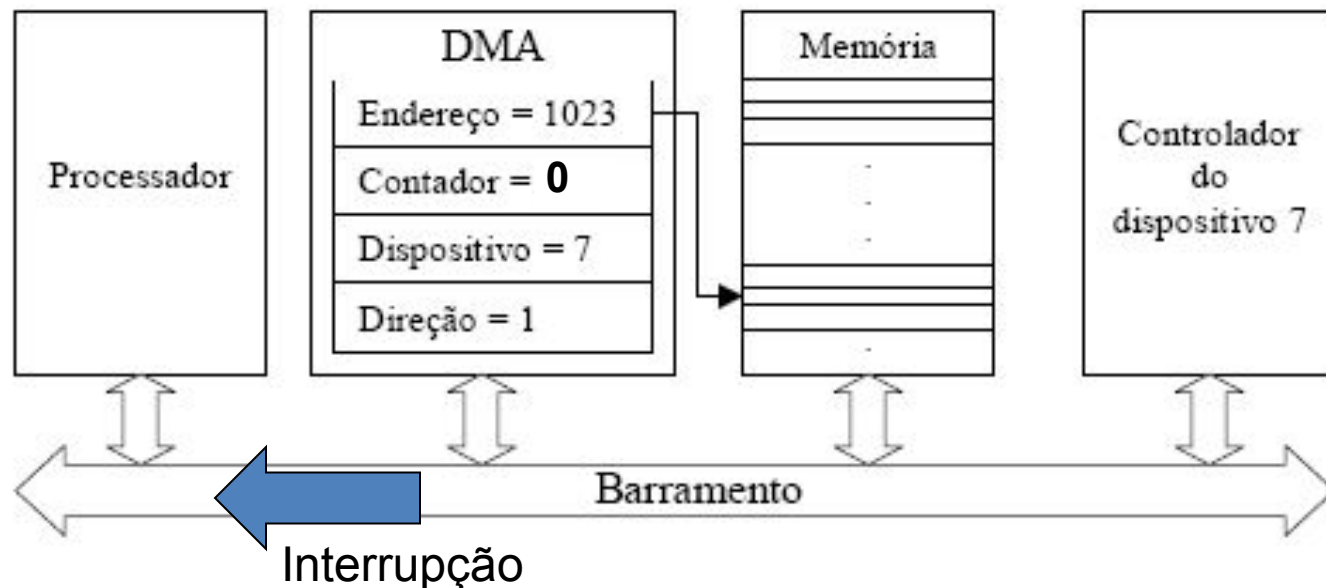 Processador
DMA
Endereço = 1023
Contador = 0
Dispositivo = 7
Direção = 1
Memória
Controlador
do
dispositivo 7
Barramento
Interrupção